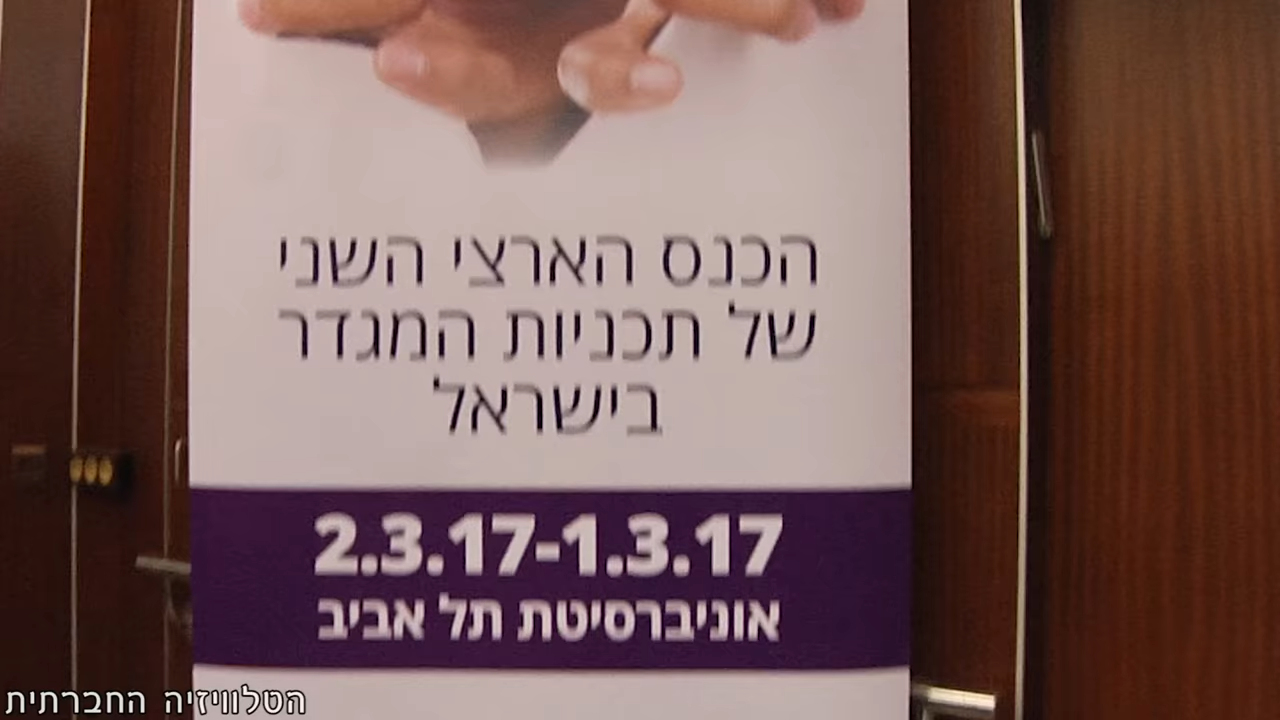 הכנס הארצי השני
של תכניות המגדר
בישראל
2.3.17-1.3.17
אוניברסיטת תל אביב
הטלוויזיה החברתית